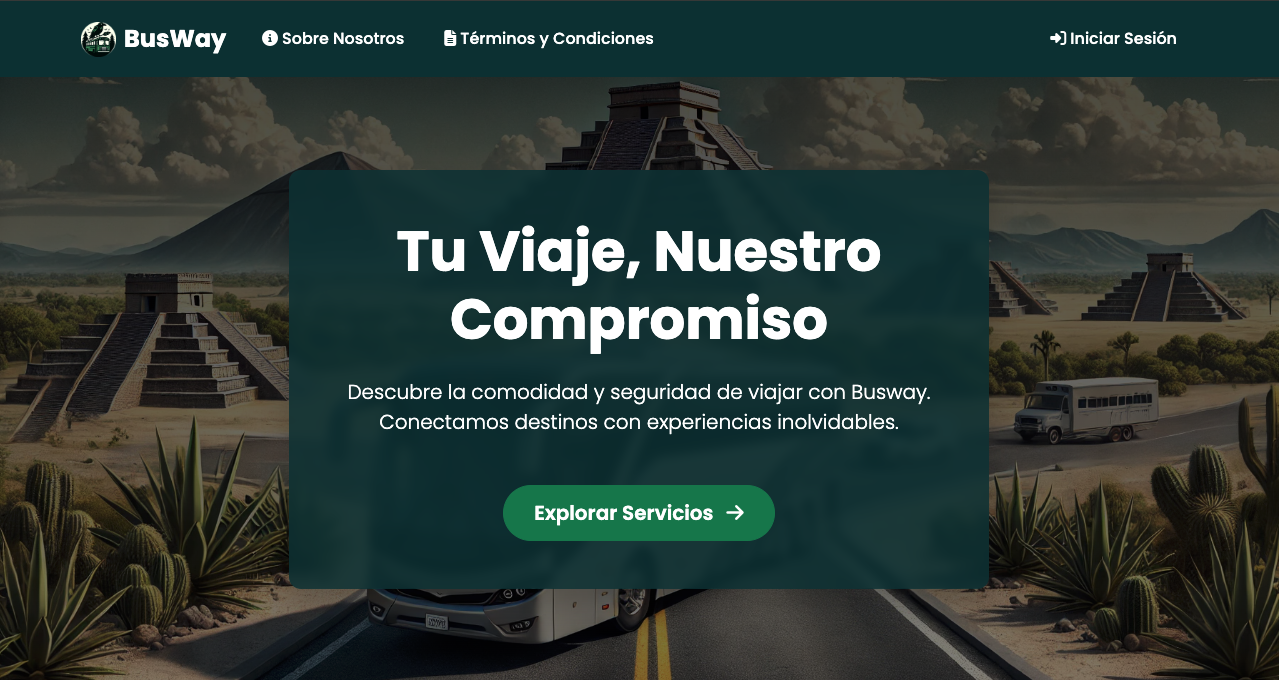 BusWay
Sobre Nosotros
Términos y Condiciones
Iniciar Sesión
Tu Viaje, Nuestro
Compromiso
Descubre la comodidad y seguridad de viajar con Busway.
Conectamos destinos con experiencias inolvidables.
Explorar Servicios